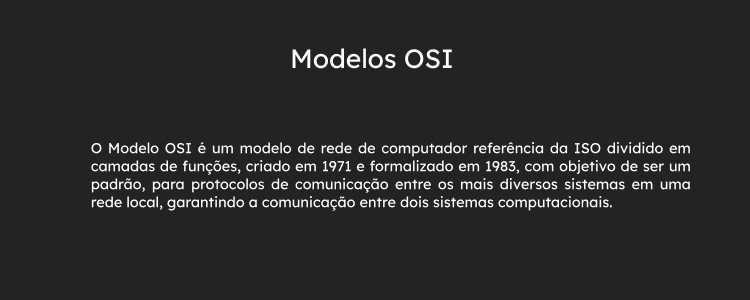 Modelos OSI
O Modelo OSI é um modelo de rede de computador referência da ISO dividido em
camadas de funções, criado em 1971 e formalizado em 1983, com objetivo de ser um
padrão, para protocolos de comunicação entre os mais diversos sistemas em uma
rede local, garantindo a comunicação entre dois sistemas computacionais.